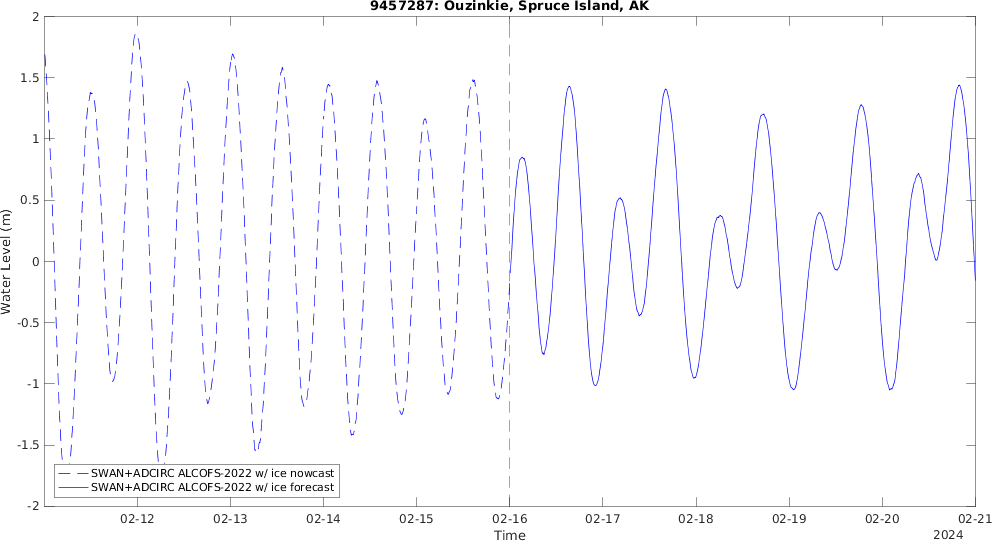 9457287: Ouzinkie, Spruce Island, AK
2
1.5
1
0.5
0
-0.5
-1
-1.5
-2
Water Level (m)
SWAN+ADCIRC ALCOFS-2022 w/ ice nowcast
SWAN+ADCIRC ALCOFS-2022 w/ ice forecast
02-12 02-13 02-14 02-15 02-16 02-17 02-18 02-19 02-20 02-21
Time
2024